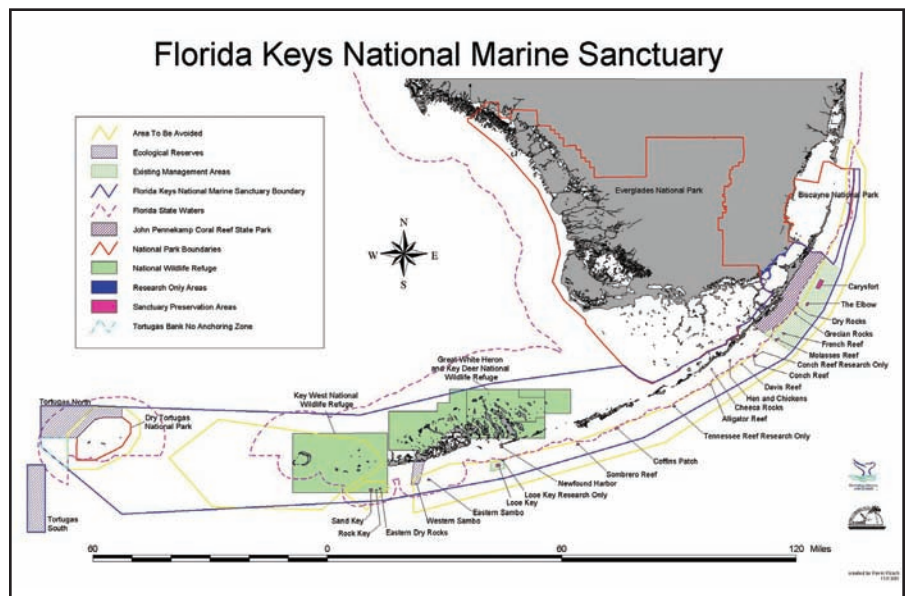 Florida Keys National Marine Sanctuary
Area To Be Avoided
Ecological Reserves
Existing Management Areas
Florida Keys National Marine Sanctuary Boundary
Florida State Waters
John Pennekamp Coral Reef State Park
National Park Boundaries
National Wildlife Refuge
Research Only Areas
Sanctuary Preservation Areas
Tortugas Bank No Anchoring Zone
N
W
E
S
Everglades National Park
Biscayne National Park
Carysfort
The Elbow
Dry Rocks
Grecian Rocks
French Reef
Molasses Reef
Conch Reef Research Only
Conch Reef
Davis Reef
Hen and Chickens
Cheeca Rocks
Alligator Reef
Tennessee Reef Research Only
Coffins Patch
Sombrero Reef
Newfound Harbor
Looe Key Research Only
Looe Key
Eastern Sambo
Western Sambo
Eastern Dry Rocks
Rock Key
Sand Key
Great White Heron
and Key Deer National
Wildlife Refuge
Key West National
Wildlife Refuge
Tortugas North
Dry Tortugas
National Park
Tortugas
South
60
0
60
120
Miles